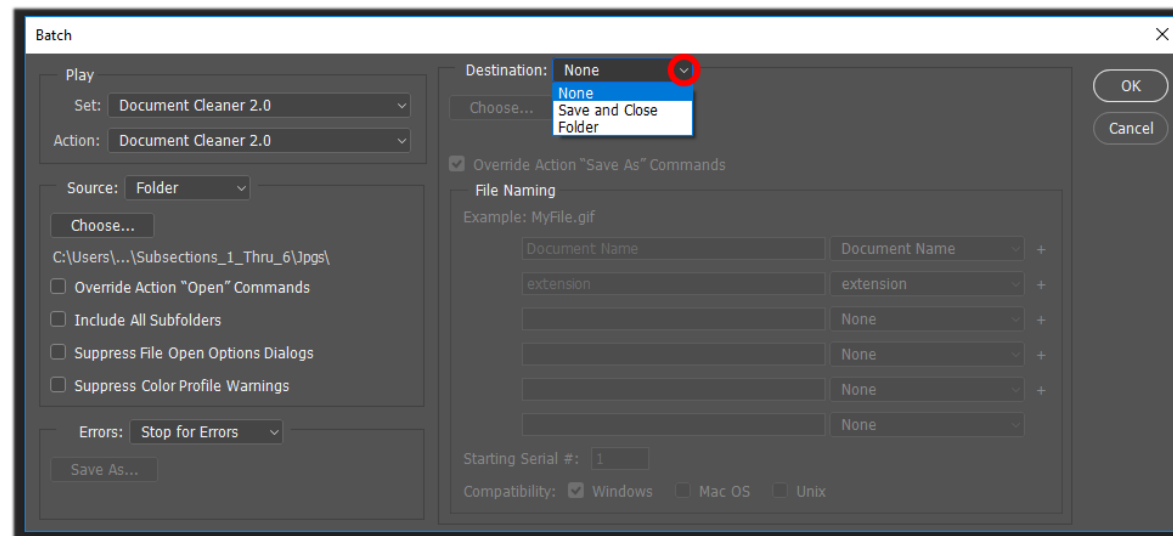 Batch
Play
Set: Document Cleaner 2.0
Action: Document Cleaner 2.0
Source: Folder
Choose...
C:\Users\...\Subsections_1_Thru_6\Jpgs\
Override Action “Open” Commands
Include All Subfolders
Suppress File Open Options Dialogs
Suppress Color Profile Warnings
Errors: Stop for Errors
Save As...
Destination: None
None
Save and Close
Folder
Choose...
Override Action “Save As” Commands
File Naming
Example: MyFile.gif
Document Name Document Name +
extension extension +
None +
None +
None +
None
Starting Serial #: 1
Compatibility: Windows Mac OS Unix
OK
Cancel